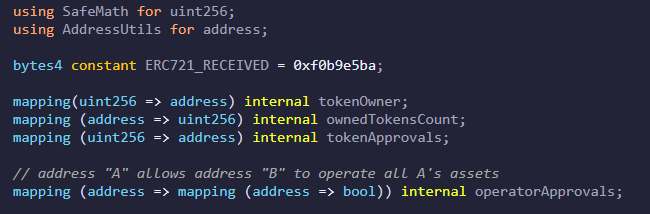 using SafeMath for uint256;
using AddressUtils for address;
bytes4 constant ERC721_RECEIVED = 0xf0b9e5ba;
mapping(uint256 => address) internal tokenOwner;
mapping (address => uint256) internal ownedTokensCount;
mapping (uint256 => address) internal tokenApprovals;
// address "A" allows address "B" to operate all A's assets
mapping (address => mapping (address => bool)) internal operatorApprovals;